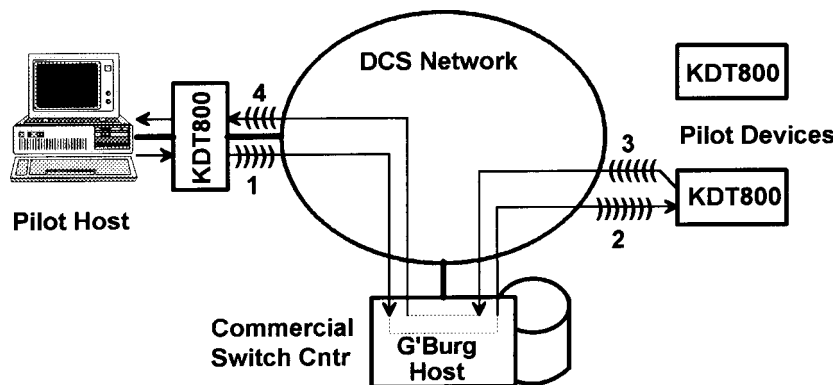 DCS Network
KDT800
Pilot Devices
KDT800
4
1
3
2
KDT800
Pilot Host
Commercial
Switch Cntr
G'Burg
Host